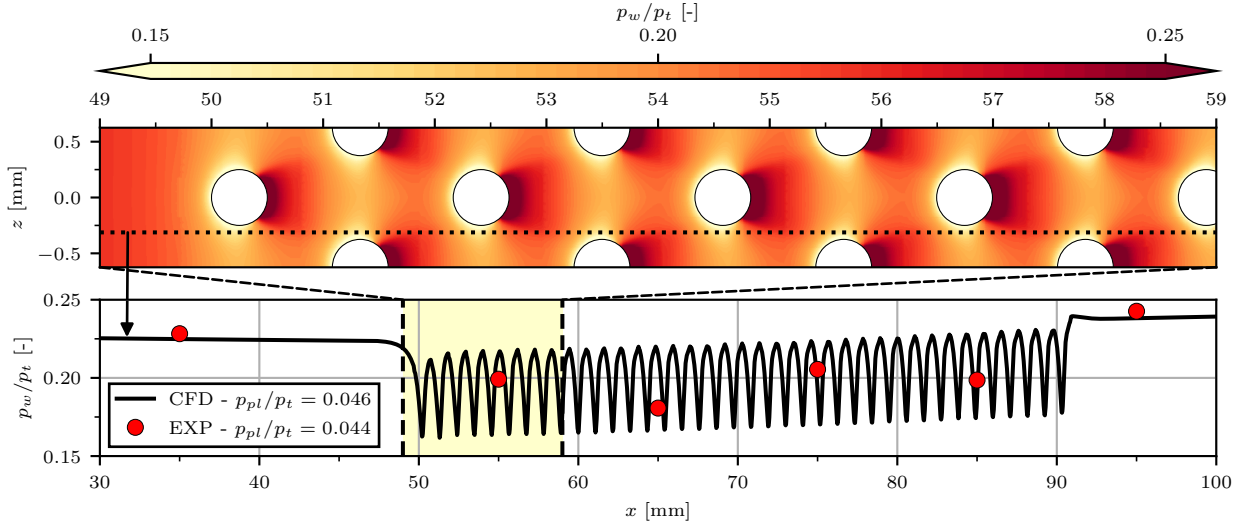 p_w/p_t [-]
0.15 0.20 0.25
49 50 51 52 53 54 55 56 57 58 59
0.5
0.0
−0.5
z [mm]
0.25
0.20
0.15
p_w/p_t [-]
CFD - p_pl/p_t = 0.046
EXP - p_pl/p_t = 0.044
30 40 50 60 70 80 90 100
x [mm]